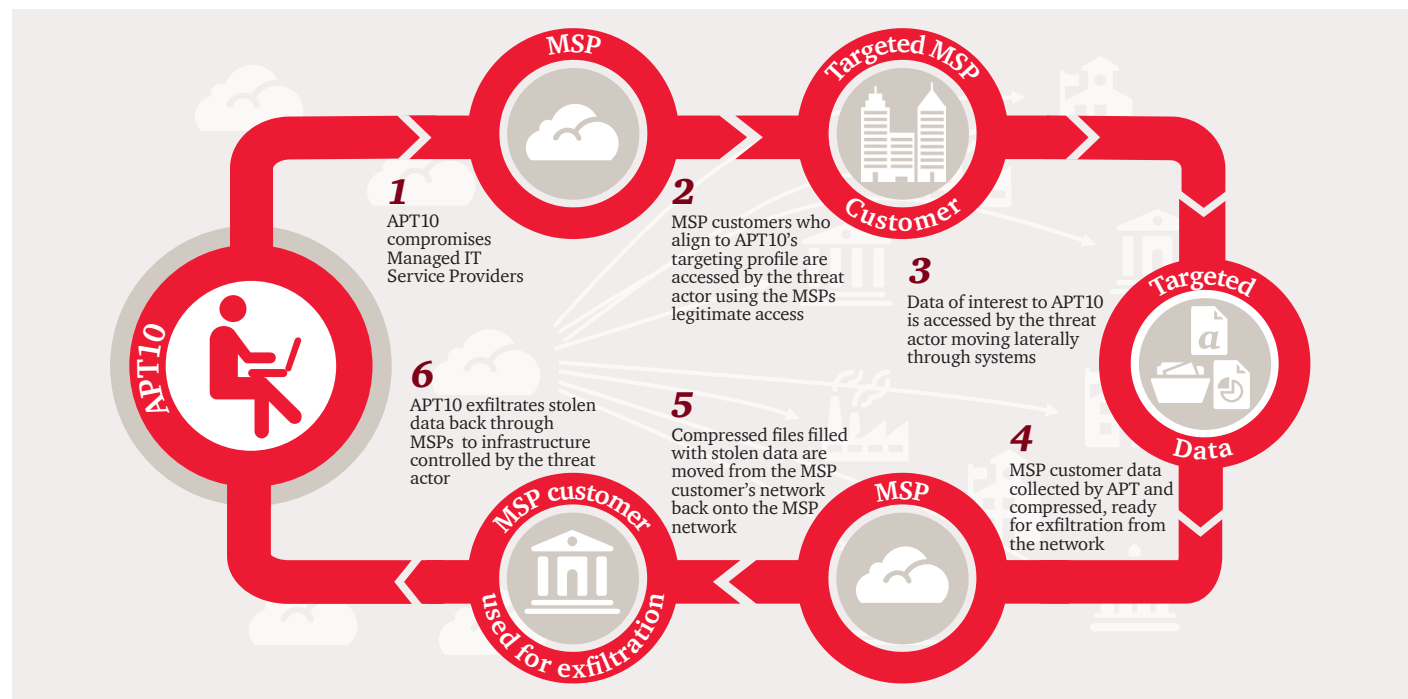 MSP
Targeted MSP
Customer
1
APT10
compromises
Managed IT
Service Providers
2
MSP customers who
align to APT10’s
targeting profile are
accessed by the threat
actor using the MSPs
legitimate access
3
Data of interest to APT10
is accessed by the threat
actor moving laterally
through systems
Targeted
a
Data
APT10
6
APT10 exfiltrates stolen
data back through
MSPs to infrastructure
controlled by the threat
actor
5
Compressed files filled
with stolen data are
moved from the MSP
customer’s network
back onto the MSP
network
4
MSP customer data
collected by APT and
compressed, ready
for exfiltration from
the network
MSP customer
used for exfiltration
MSP